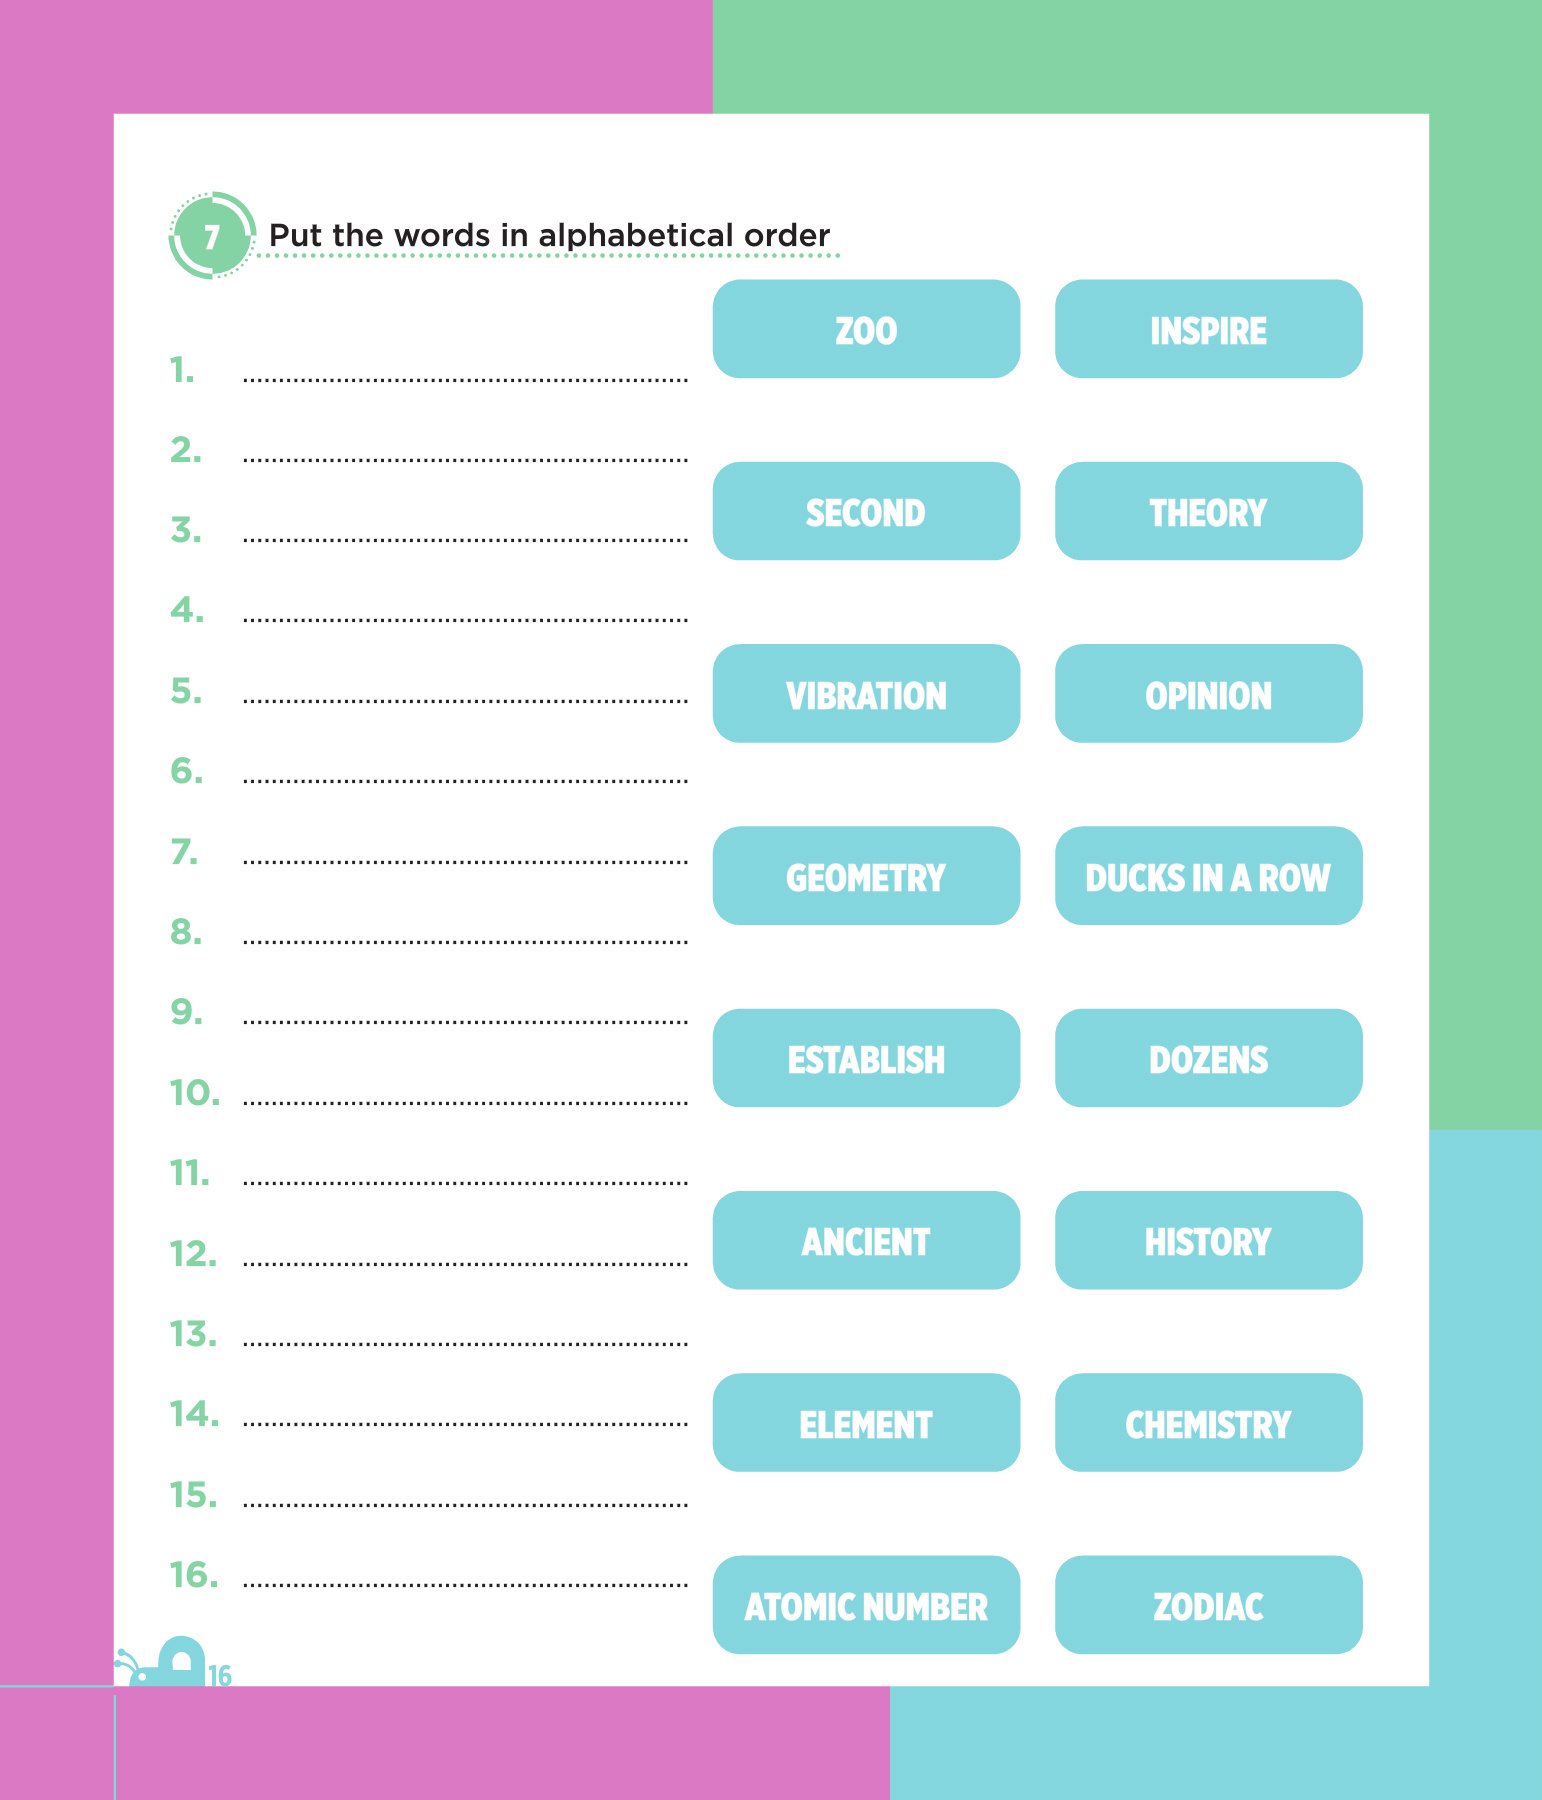 7 Put the words in alphabetical order
1. ..............................................................
2. ..............................................................
3. ..............................................................
4. ..............................................................
5. ..............................................................
6. ..............................................................
7. ..............................................................
8. ..............................................................
9. ..............................................................
10. ..............................................................
11. ..............................................................
12. ..............................................................
13. ..............................................................
14. ..............................................................
15. ..............................................................
16. ..............................................................
ZOO INSPIRE
SECOND THEORY
VIBRATION OPINION
GEOMETRY DUCKS IN A ROW
ESTABLISH DOZENS
ANCIENT HISTORY
ELEMENT CHEMISTRY
ATOMIC NUMBER ZODIAC
16